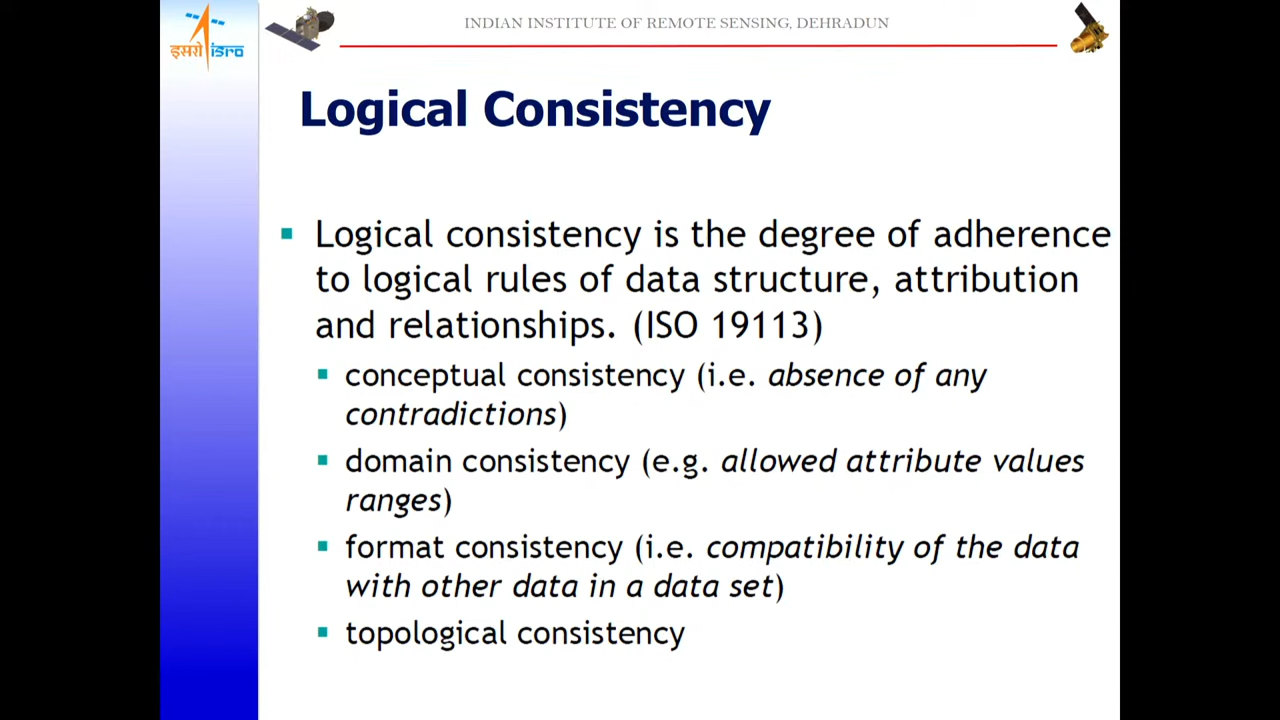 INDIAN INSTITUTE OF REMOTE SENSING, DEHRADUN
इसरो isro
Logical Consistency
Logical consistency is the degree of adherence
to logical rules of data structure, attribution
and relationships. (ISO 19113)
conceptual consistency (i.e. absence of any
contradictions)
domain consistency (e.g. allowed attribute values
ranges)
format consistency (i.e. compatibility of the data
with other data in a data set)
topological consistency